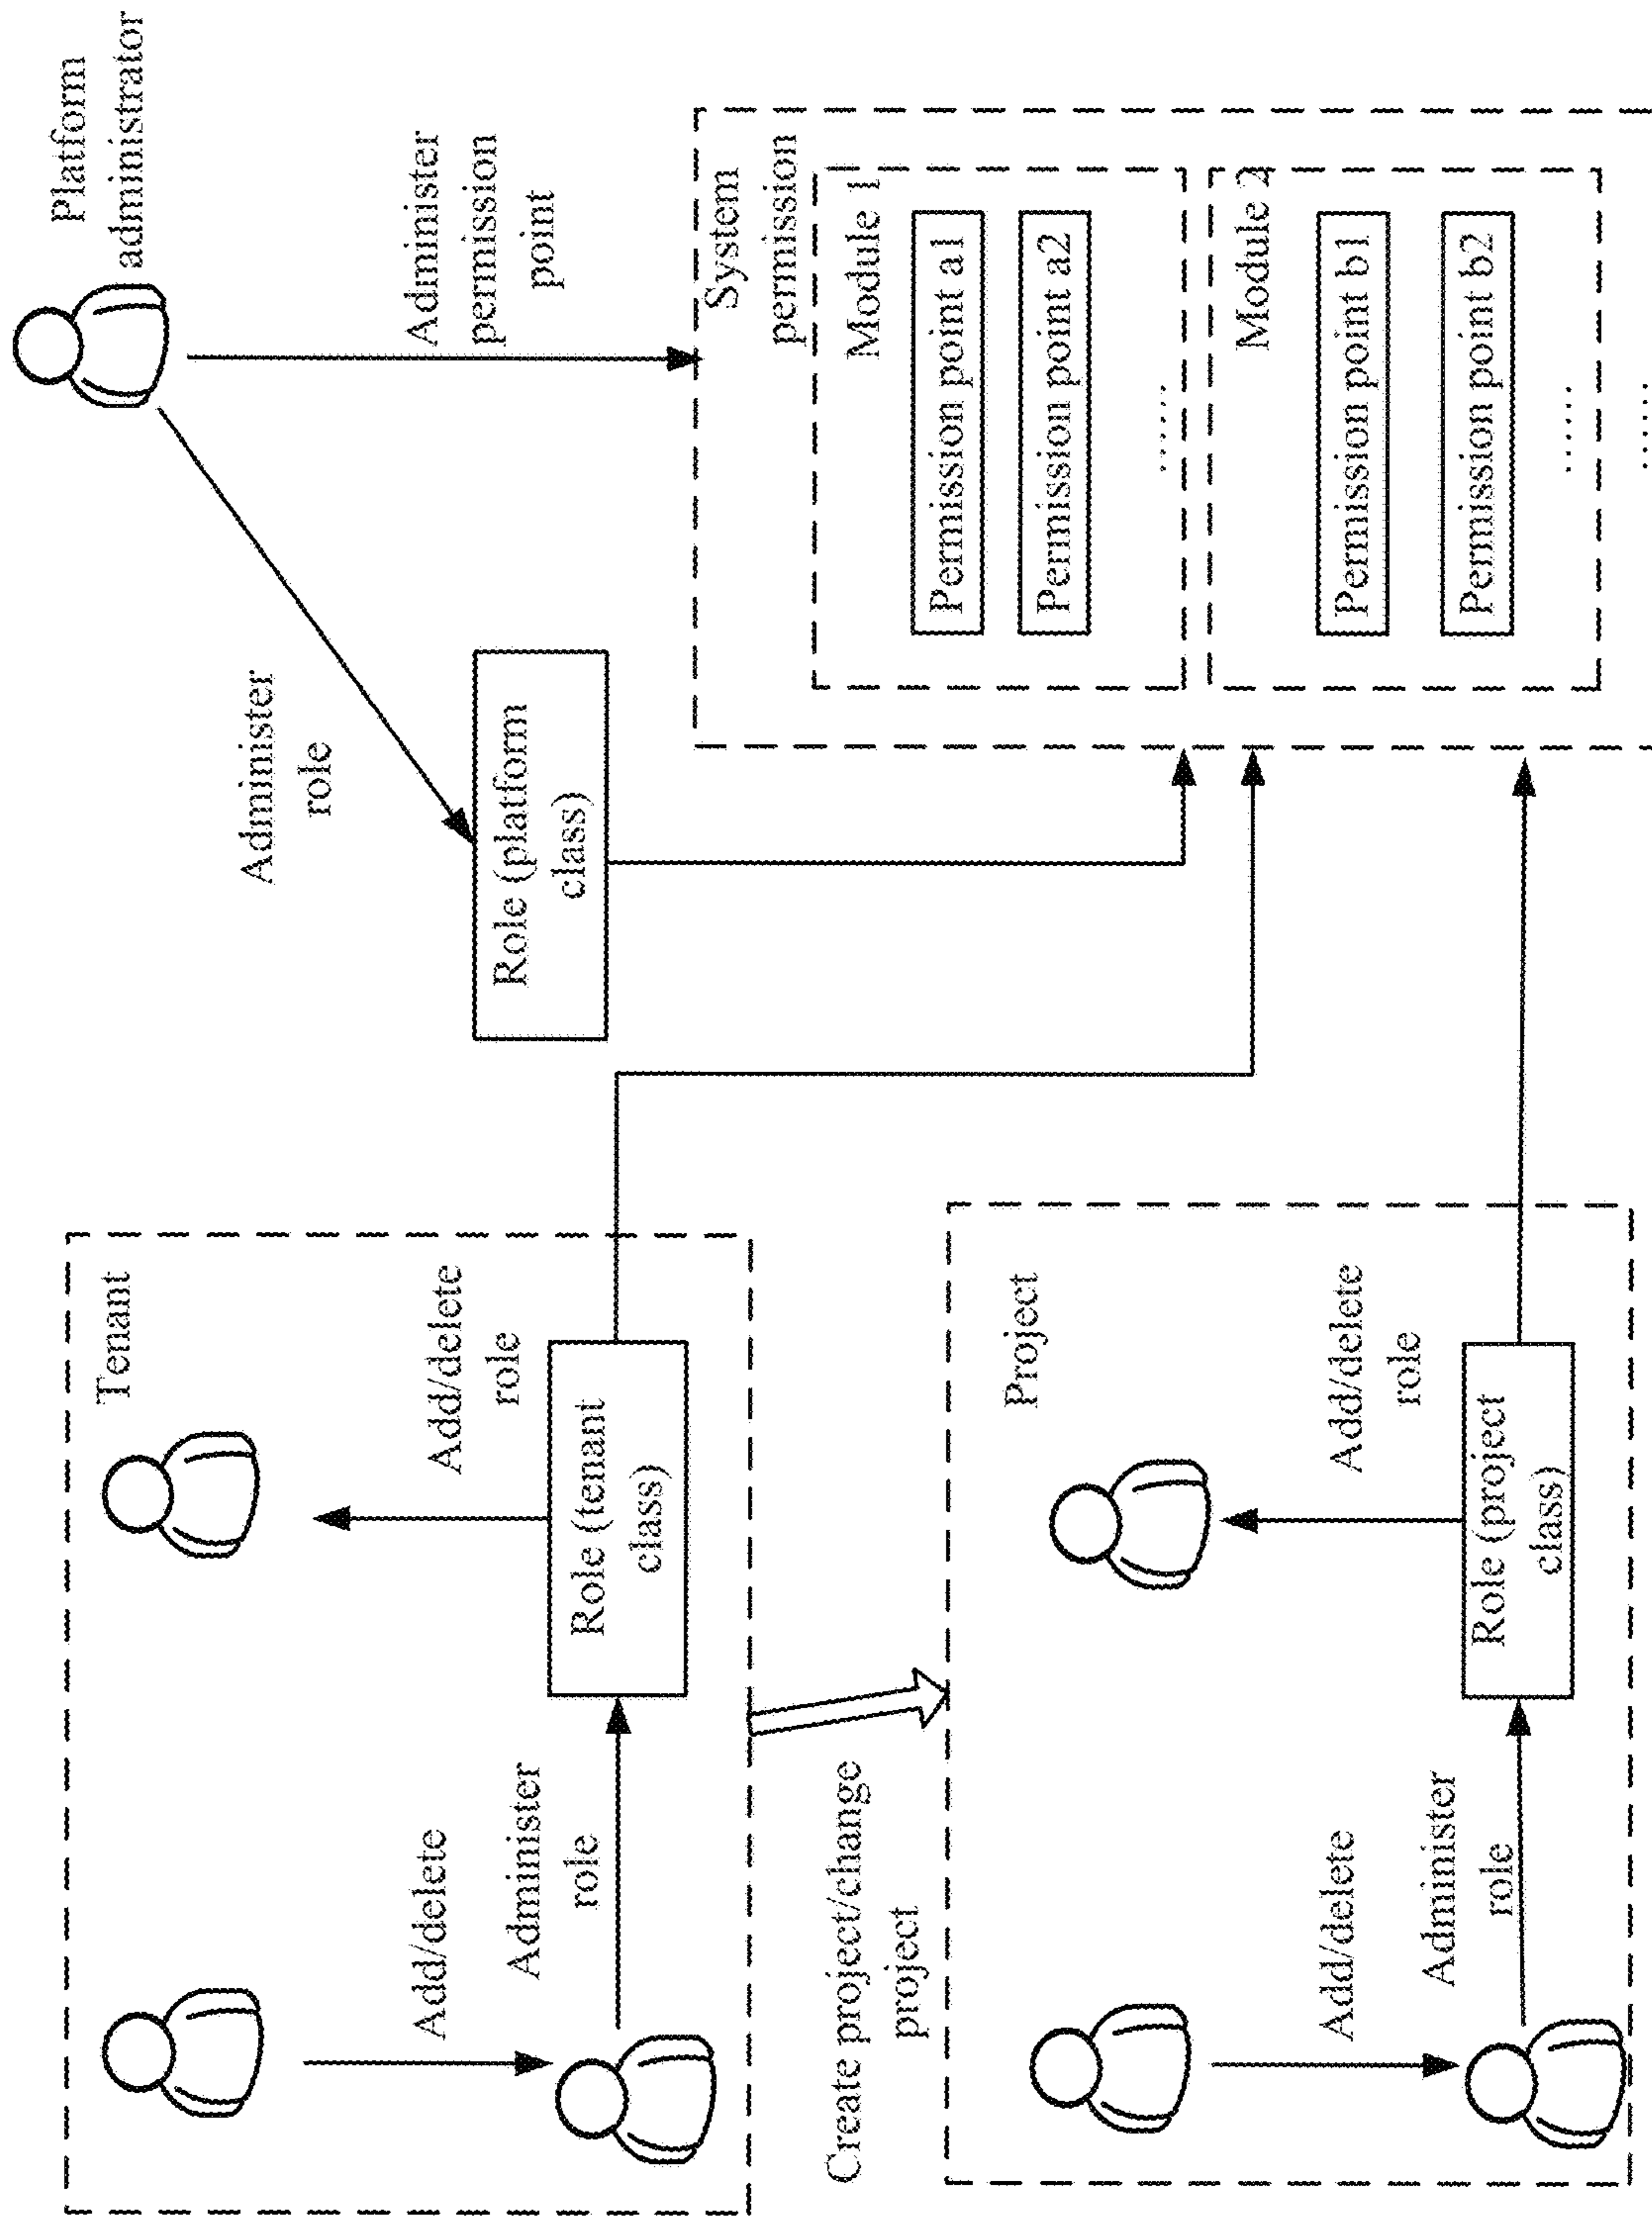 Platform
administrator
Administer
role
Administer
permission
point
Role (platform
class)
System
permission
Module 1
Permission point a1
Permission point a2
......
Module 2
Permission point b1
Permission point b2
......
......
Tenant
Add/delete
Administer
role
Add/delete
role
Role (tenant
class)
Create project/change
project
Project
Add/delete
Administer
role
Add/delete
role
Role (project
class)